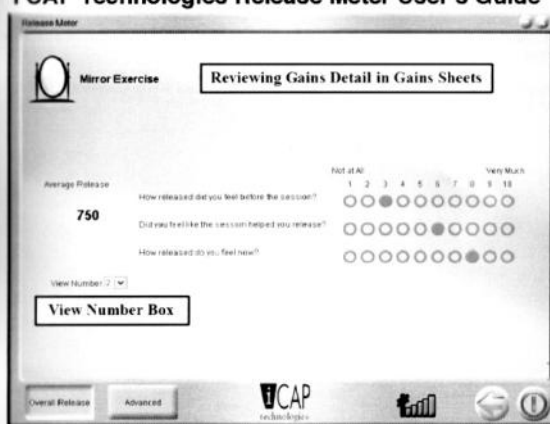 i CAP Technologies Release Meter User's Guide
Release Meter
Mirror Exercise
Reviewing Gains Detail in Gains Sheets
Not at All Very Much
1 2 3 4 5 6 7 8 9 10
Average Release
750
How released did you feel before the session?
Did you feel like the session helped you release?
How released do you feel now?
View Number 2
View Number Box
Overall Release
Advanced
iCAP
technologies